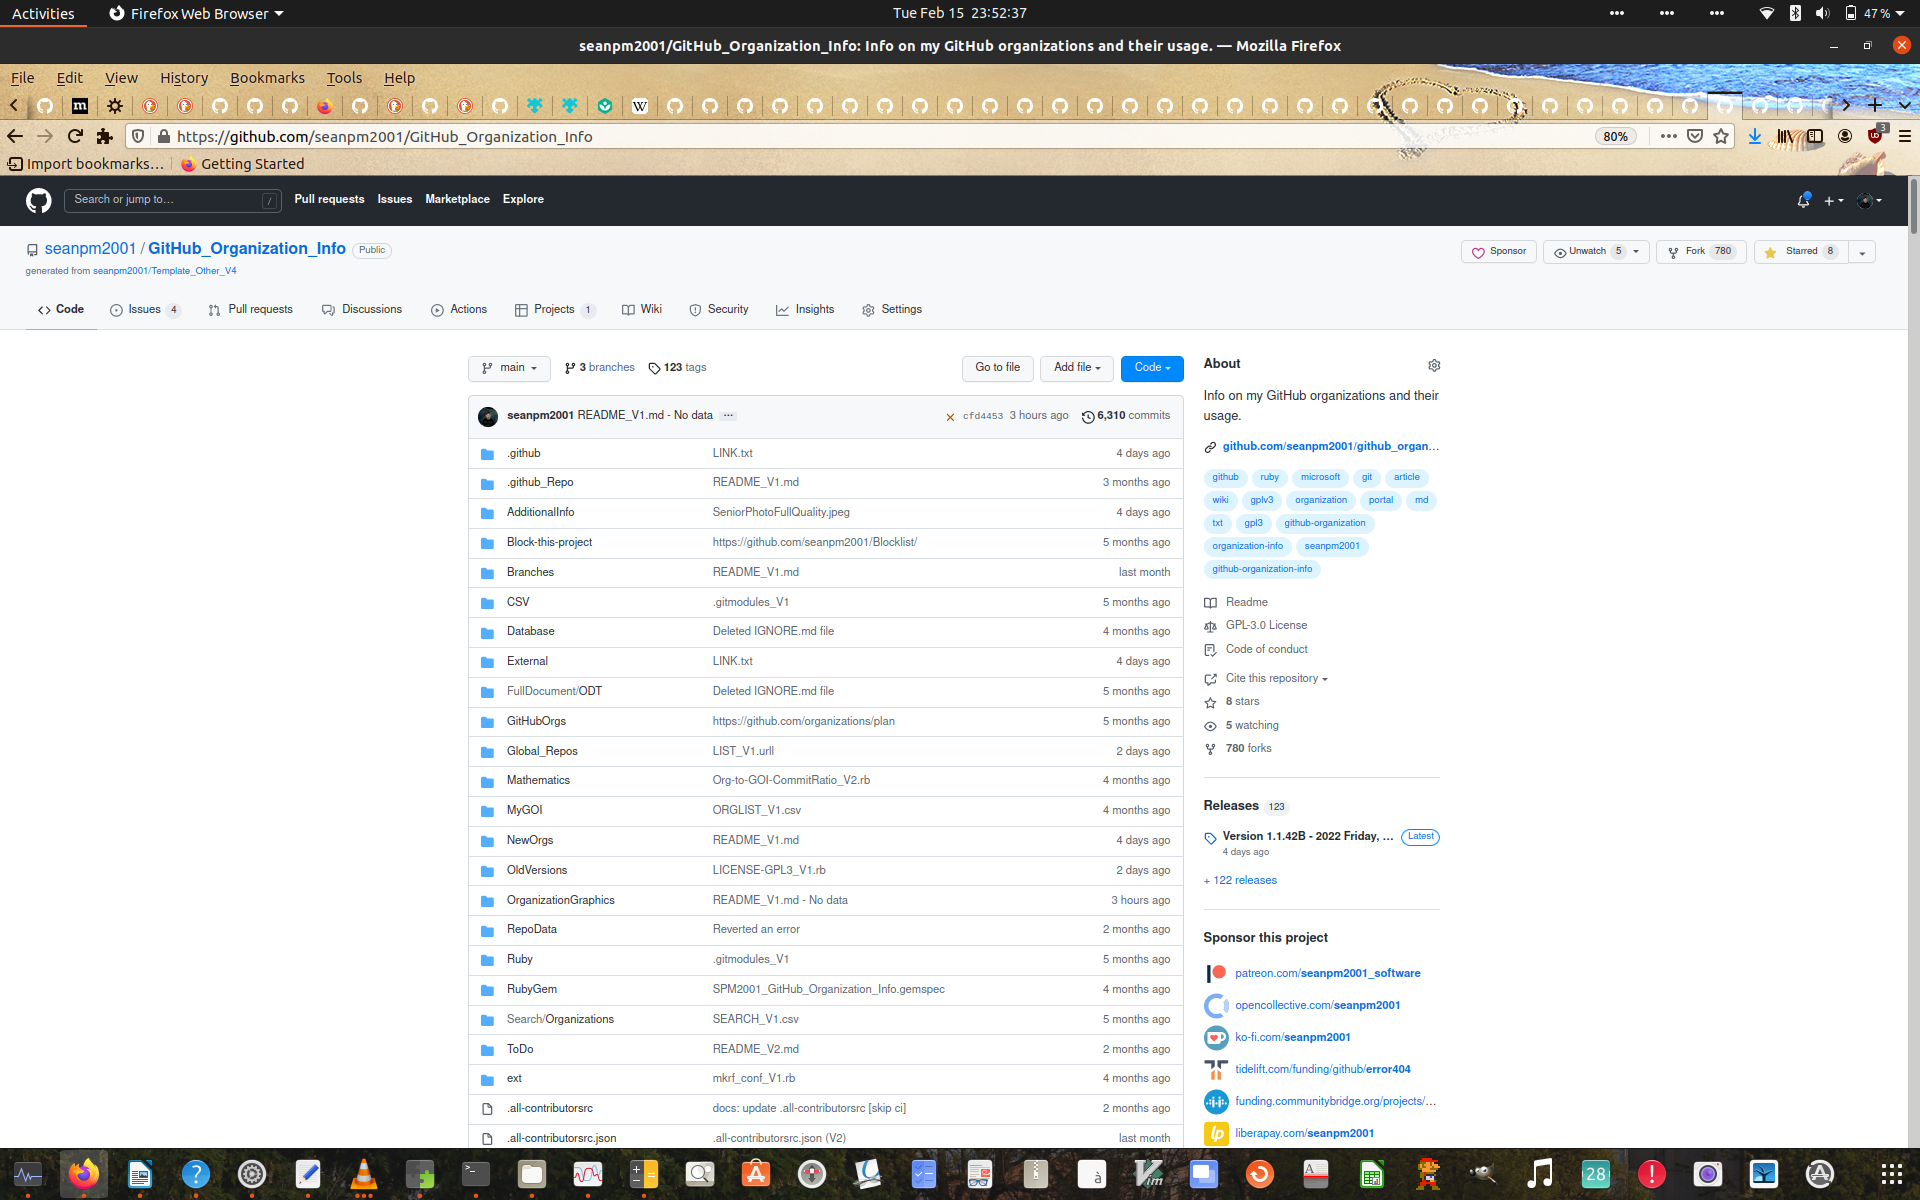 Activities Firefox Web Browser Tue Feb 15 23:52:37 47 %
seanpm2001/GitHub_Organization_Info: Info on my GitHub organizations and their usage. — Mozilla Firefox
File Edit View History Bookmarks Tools Help
https://github.com/seanpm2001/GitHub_Organization_Info 80% 3
Import bookmarks… Getting Started
Search or jump to… / Pull requests Issues Marketplace Explore
seanpm2001 / GitHub_Organization_Info Public
Sponsor Unwatch 5 Fork 780 Starred 8
generated from seanpm2001/Template_Other_V4
Code Issues 4 Pull requests Discussions Actions Projects 1 Wiki Security Insights Settings
main 3 branches 123 tags Go to file Add file Code
seanpm2001 README_V1.md - No data ... cfd4453 3 hours ago 6,310 commits
.github LINK.txt 4 days ago
.github_Repo README_V1.md 3 months ago
AdditionalInfo SeniorPhotoFullQuality.jpeg 4 days ago
Block-this-project https://github.com/seanpm2001/Blocklist/ 5 months ago
Branches README_V1.md last month
CSV .gitmodules_V1 5 months ago
Database Deleted IGNORE.md file 4 months ago
External LINK.txt 4 days ago
FullDocument/ODT Deleted IGNORE.md file 5 months ago
GitHubOrgs https://github.com/organizations/plan 5 months ago
Global_Repos LIST_V1.urll 2 days ago
Mathematics Org-to-GOI-CommitRatio_V2.rb 4 months ago
MyGOI ORGLIST_V1.csv 4 months ago
NewOrgs README_V1.md 4 days ago
OldVersions LICENSE-GPL3_V1.rb 2 days ago
OrganizationGraphics README_V1.md - No data 3 hours ago
RepoData Reverted an error 2 months ago
Ruby .gitmodules_V1 5 months ago
RubyGem SPM2001_GitHub_Organization_Info.gemspec 4 months ago
Search/Organizations SEARCH_V1.csv 5 months ago
ToDo README_V2.md 2 months ago
ext mkrf_conf_V1.rb 4 months ago
.all-contributorsrc docs: update .all-contributorsrc [skip ci] 2 months ago
.all-contributorsrc.json .all-contributorsrc.json (V2) last month
About
Info on my GitHub organizations and their
usage.
github.com/seanpm2001/github_organ…
github ruby microsoft git article
wiki gplv3 organization portal md
txt gpl3 github-organization
organization-info seanpm2001
github-organization-info
Readme
GPL-3.0 License
Code of conduct
Cite this repository
8 stars
5 watching
780 forks
Releases 123
Version 1.1.42B - 2022 Friday, ... Latest
4 days ago
+ 122 releases
Sponsor this project
patreon.com/seanpm2001_software
opencollective.com/seanpm2001
ko-fi.com/seanpm2001
tidelift.com/funding/github/error404
funding.communitybridge.org/projects/…
liberapay.com/seanpm2001
28